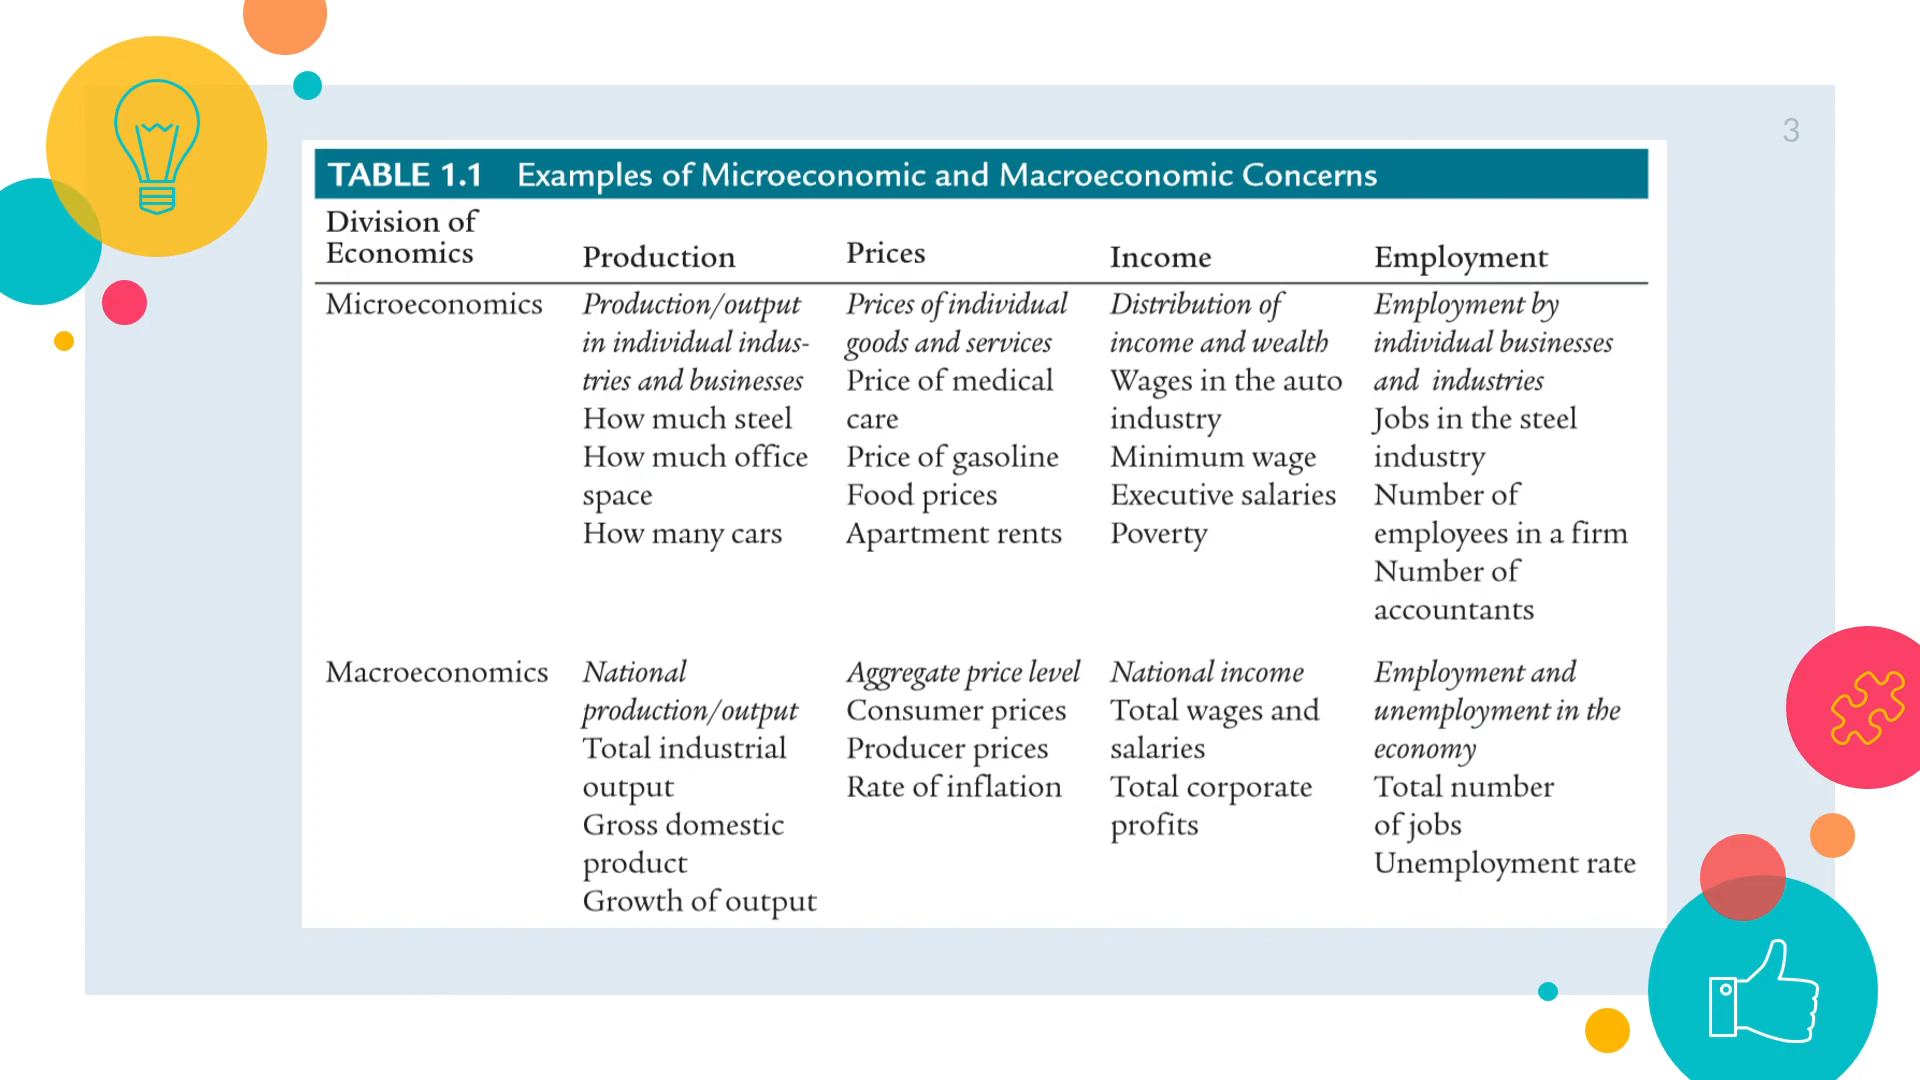 3
TABLE 1.1 Examples of Microeconomic and Macroeconomic Concerns
Division of
Economics
Production
Prices
Income
Employment
Microeconomics
Production/output
in individual indus-
tries and businesses
How much steel
How much office
space
How many cars
Prices of individual
goods and services
Price of medical
care
Price of gasoline
Food prices
Apartment rents
Distribution of
income and wealth
Wages in the auto
industry
Minimum wage
Executive salaries
Poverty
Employment by
individual businesses
and industries
Jobs in the steel
industry
Number of
employees in a firm
Number of
accountants
Macroeconomics
National
production/output
Total industrial
output
Gross domestic
product
Growth of output
Aggregate price level
Consumer prices
Producer prices
Rate of inflation
National income
Total wages and
salaries
Total corporate
profits
Employment and
unemployment in the
economy
Total number
of jobs
Unemployment rate